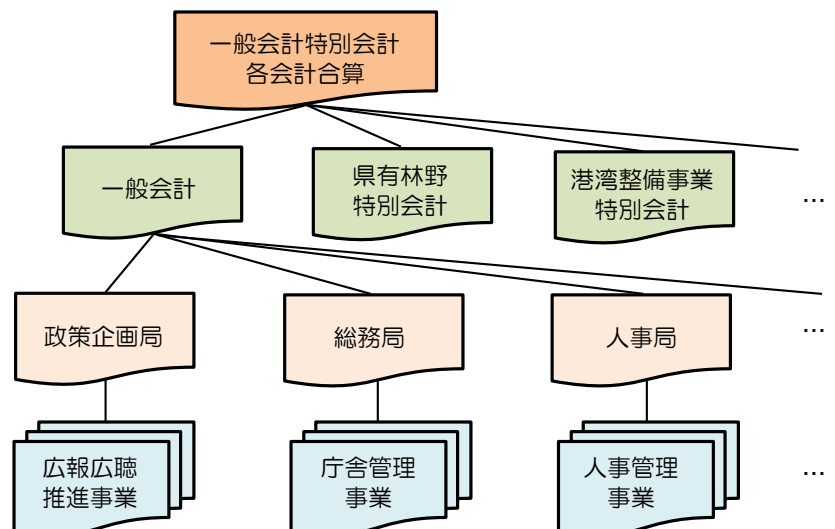 一般会計特別会計
各会計合算
一般会計
県有林野
特別会計
港湾整備事業
特別会計
…
政策企画局
総務局
人事局
…
広報広聴
推進事業
庁舎管理
事業
人事管理
事業
…